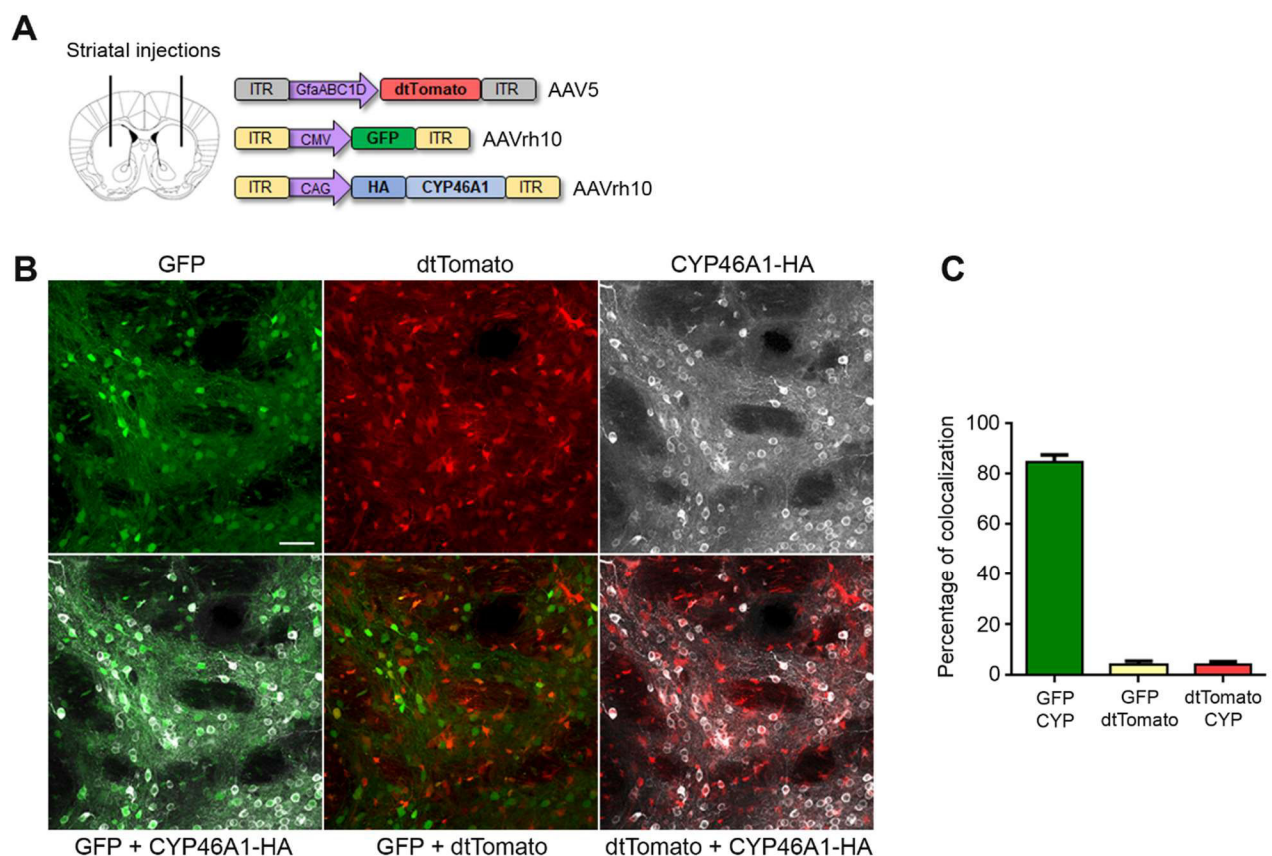 A
Striatal injections
ITR GfaABC1D dtTomato ITR AAV5
ITR CMV GFP ITR AAVrh10
ITR CAG HA CYP46A1 ITR AAVrh10
B
GFP dtTomato CYP46A1-HA
GFP + CYP46A1-HA GFP + dtTomato dtTomato + CYP46A1-HA
C
Percentage of colocalization
100
80
60
40
20
0
GFP GFP dtTomato
CYP dtTomato CYP